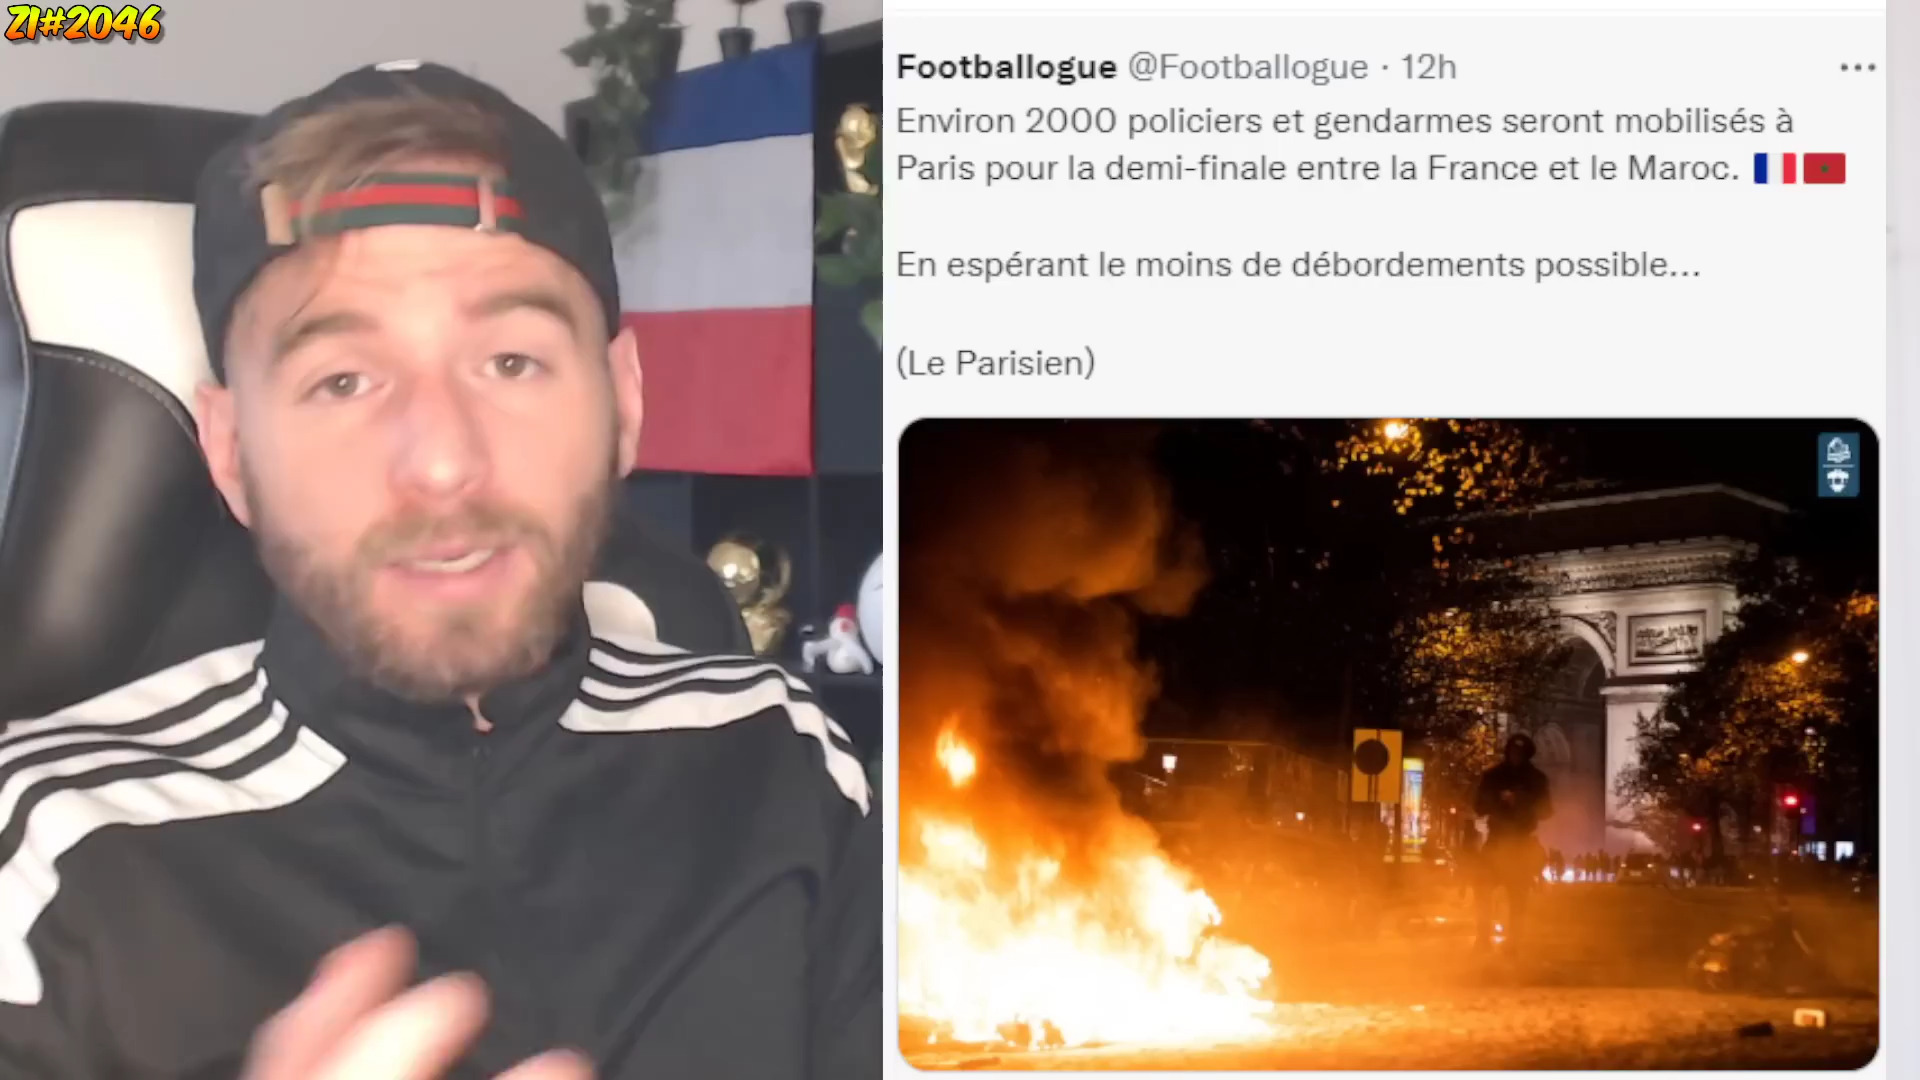 ZI#2046
Footballogue @Footballogue · 12h
Environ 2000 policiers et gendarmes seront mobilisés à
Paris pour la demi-finale entre la France et le Maroc. 🇫🇷🇲🇦
En espérant le moins de débordements possible...
(Le Parisien)